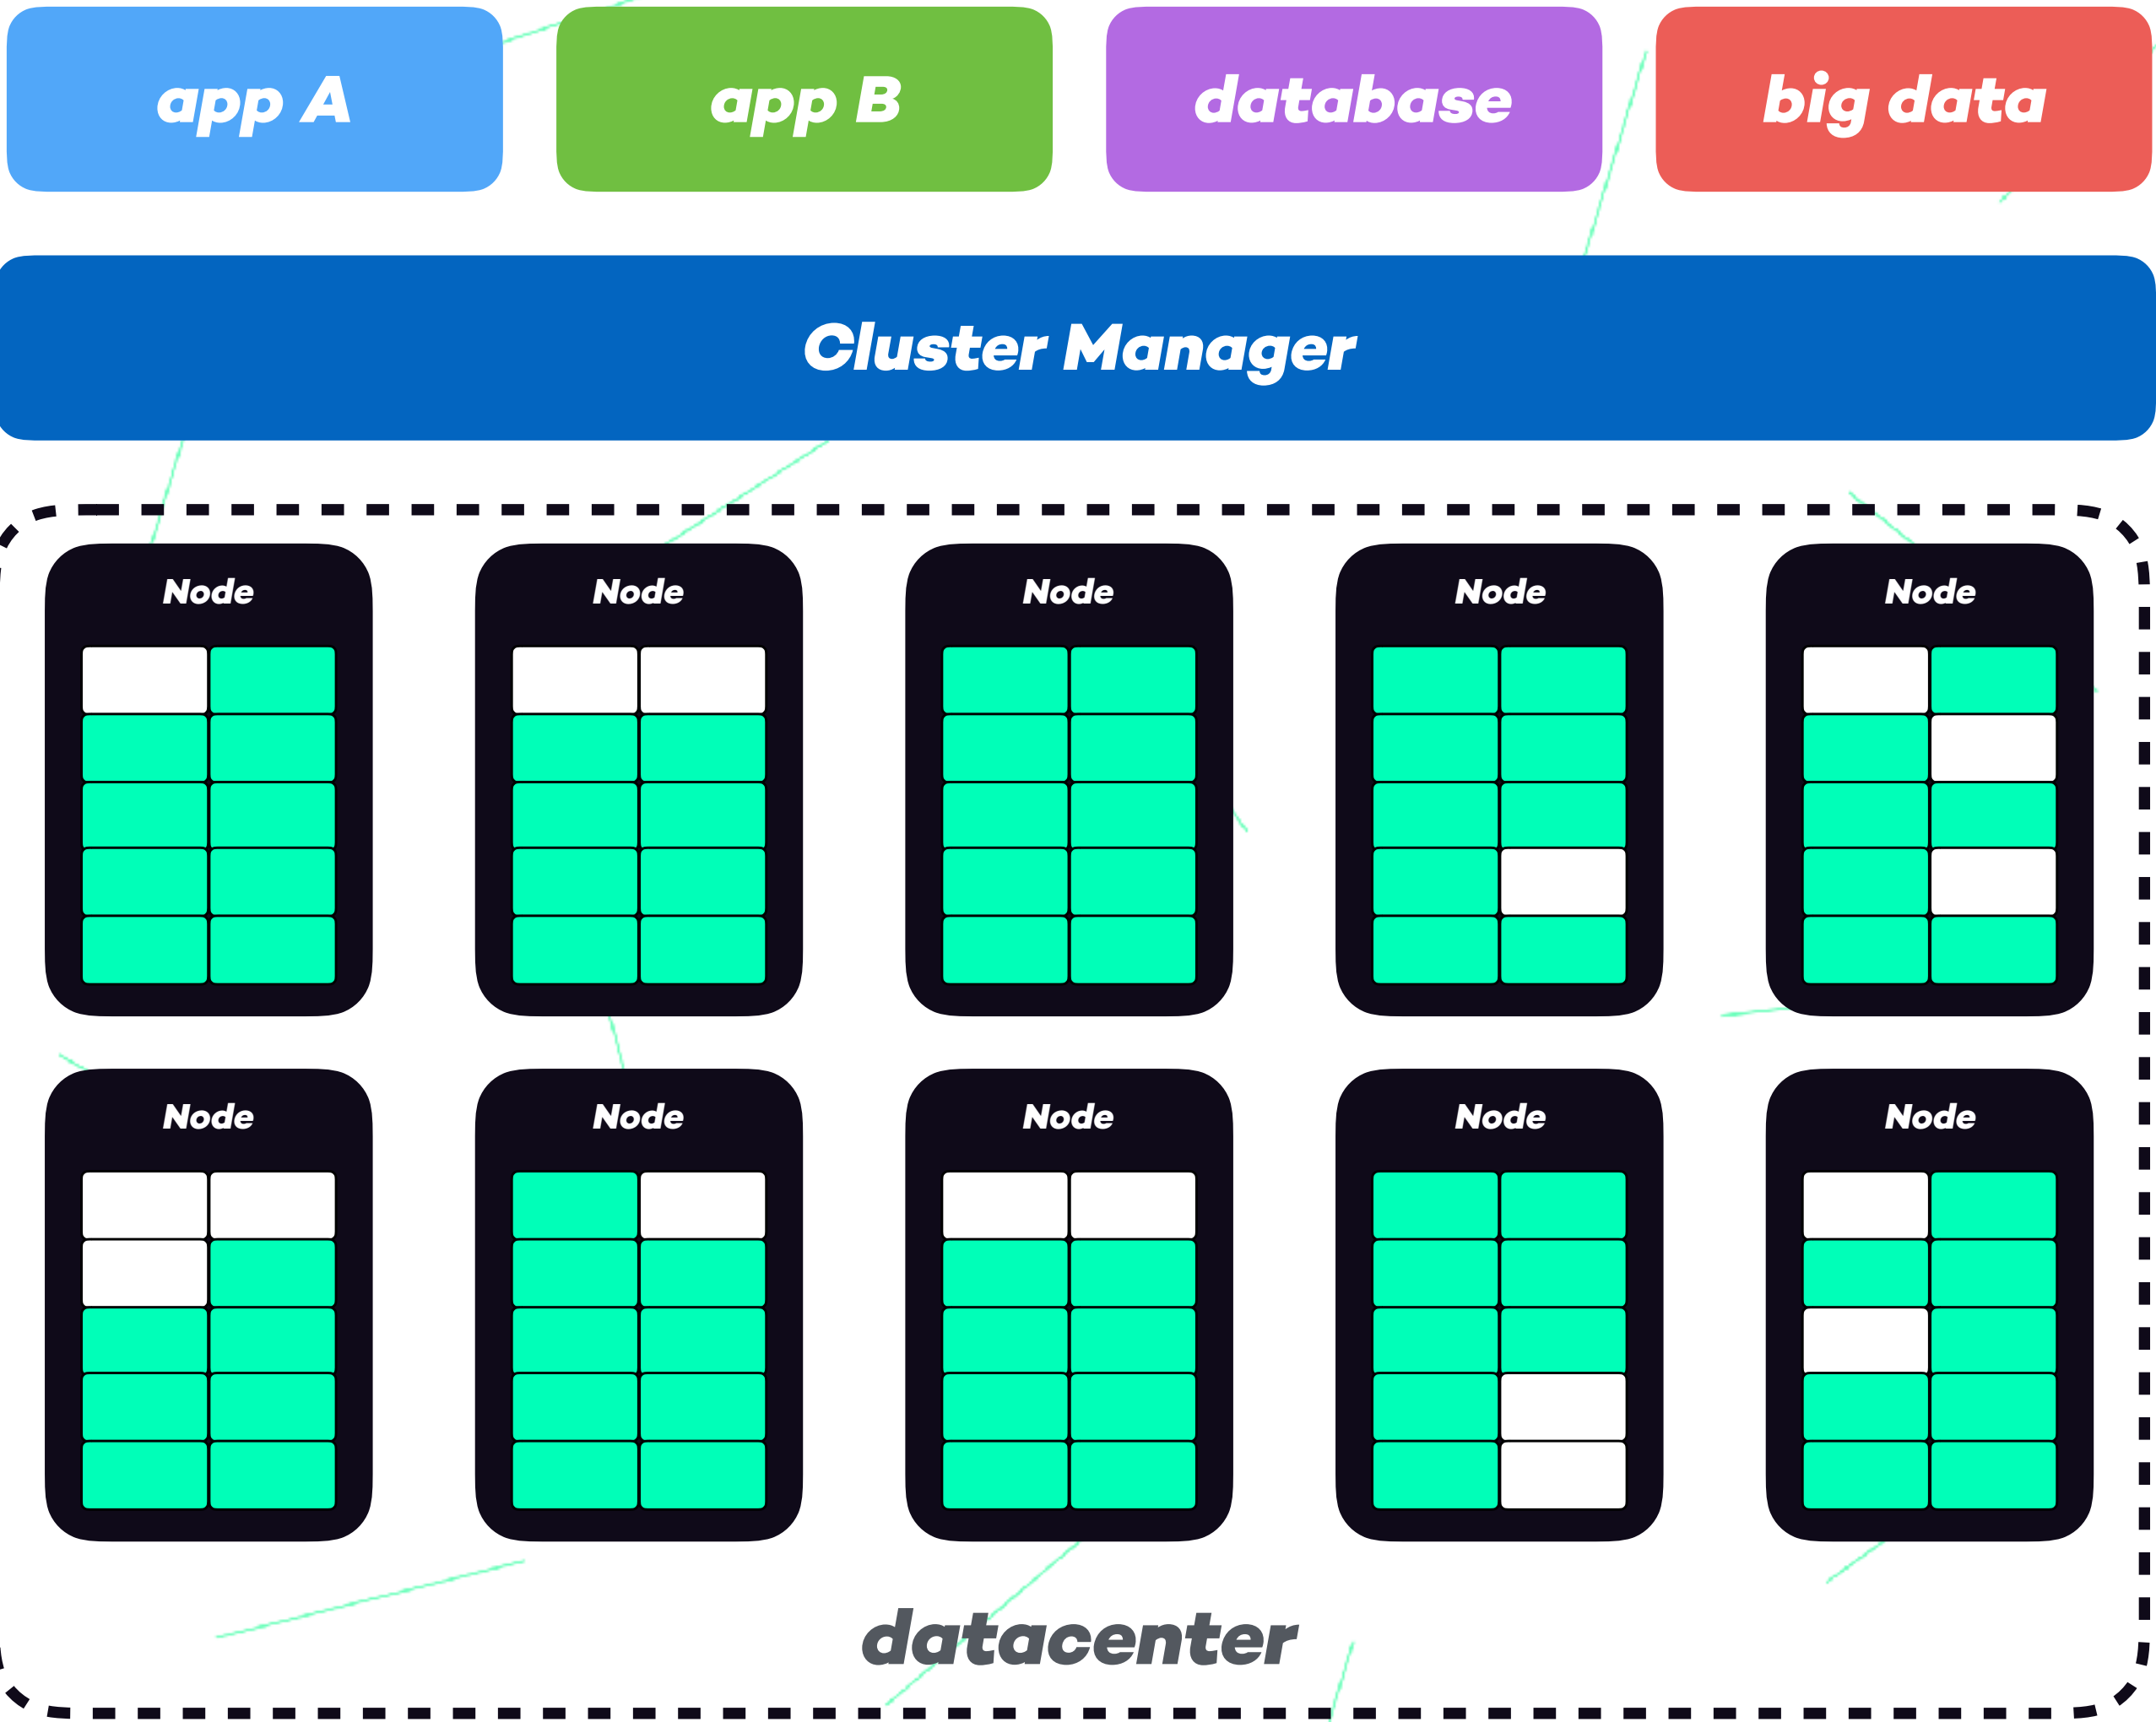 app A
app B
database
big data
Cluster Manager
Node
Node
Node
Node
Node
Node
Node
Node
Node
Node
datacenter